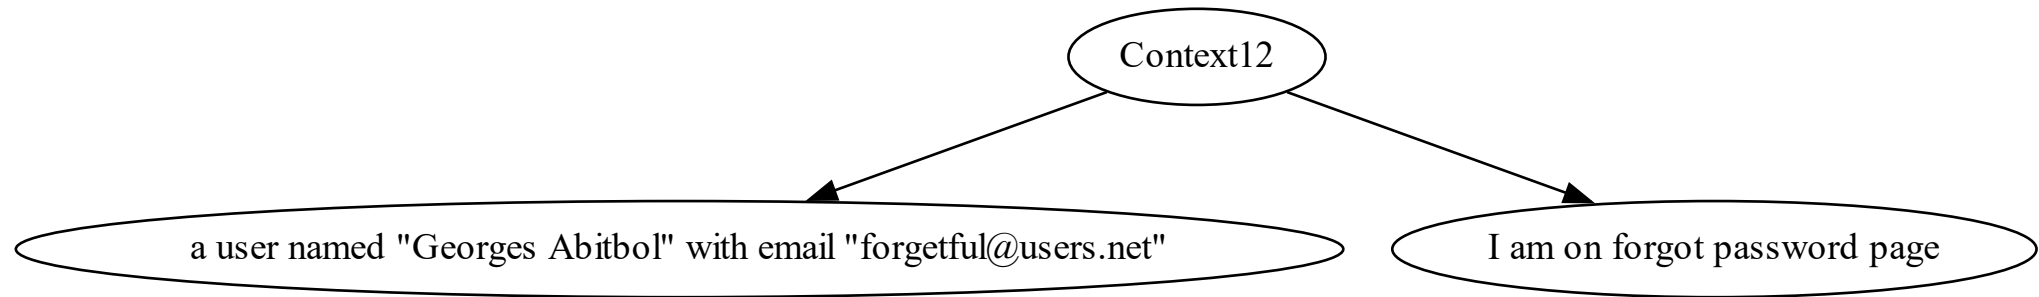 Context12
a user named "Georges Abitbol" with email "forgetful@users.net"
I am on forgot password page